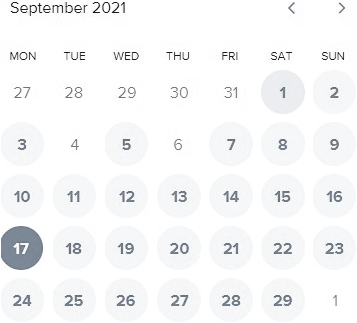 September 2021 < >
MON TUE WED THU FRI SAT SUN
27 28 29 30 31 1 2
3 4 5 6 7 8 9
10 11 12 13 14 15 16
17 18 19 20 21 22 23
24 25 26 27 28 29 1